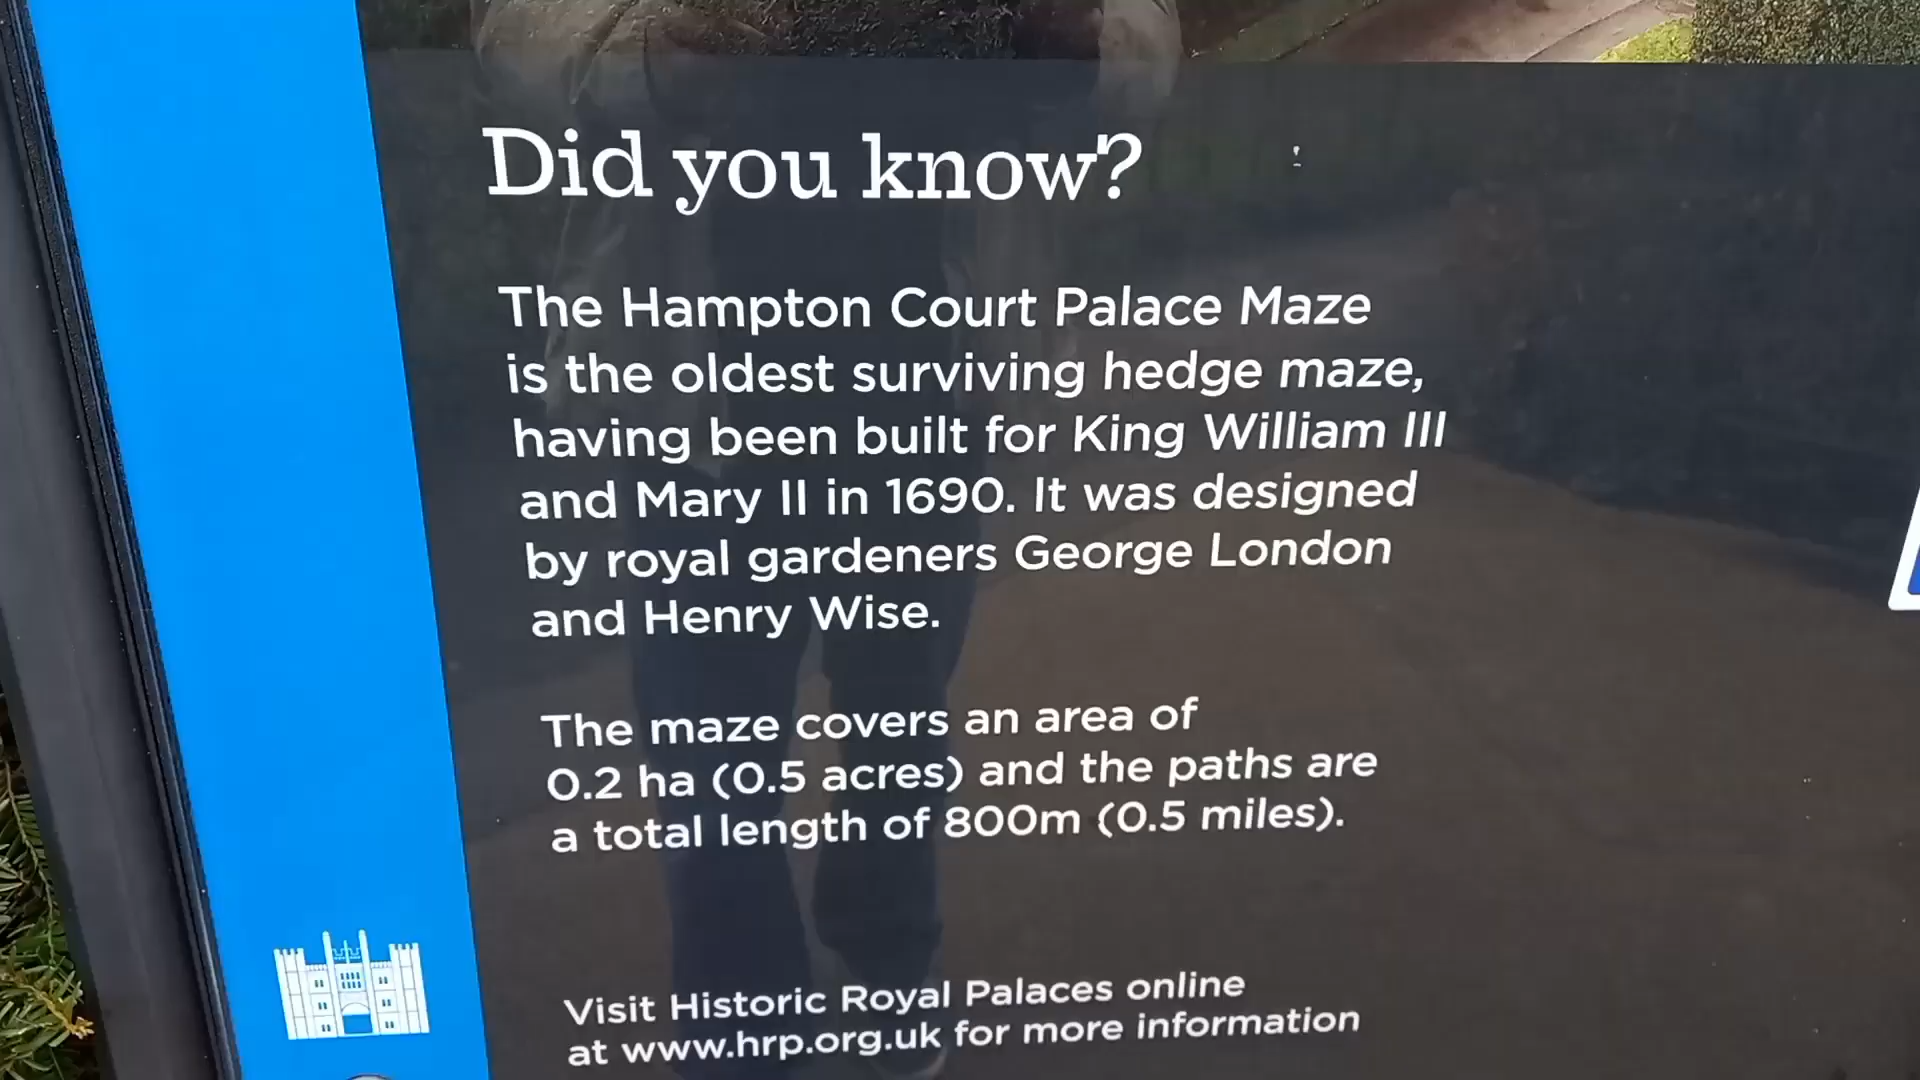 Did you know?
The Hampton Court Palace Maze
is the oldest surviving hedge maze,
having been built for King William III
and Mary II in 1690. It was designed
by royal gardeners George London
and Henry Wise.
The maze covers an area of
0.2 ha (0.5 acres) and the paths are
a total length of 800m (0.5 miles).
Visit Historic Royal Palaces online
at www.hrp.org.uk for more information